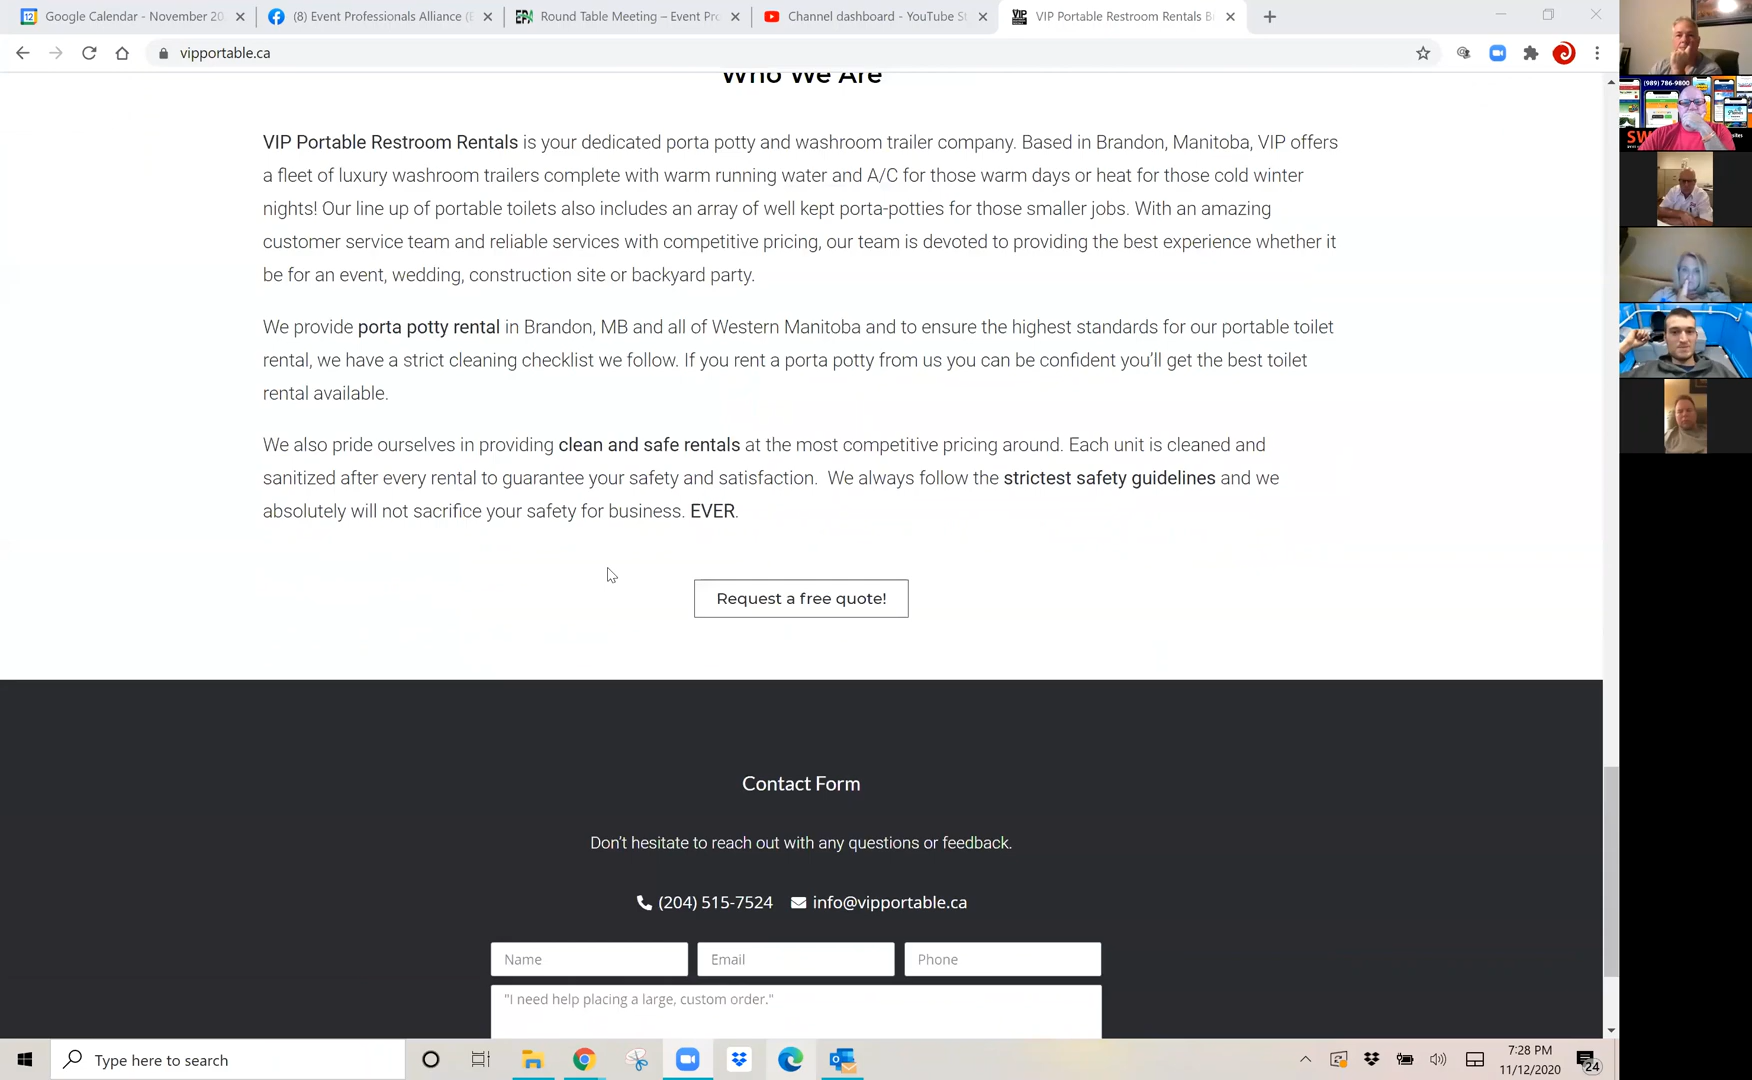 Google Calendar - November 20
(8) Event Professionals Alliance (E
Round Table Meeting – Event Pro
Channel dashboard - YouTube St
VIP Portable Restroom Rentals B
vipportable.ca
(989) 786-9800
Who We Are
VIP Portable Restroom Rentals is your dedicated porta potty and washroom trailer company. Based in Brandon, Manitoba, VIP offers
a fleet of luxury washroom trailers complete with warm running water and A/C for those warm days or heat for those cold winter
nights! Our line up of portable toilets also includes an array of well kept porta-potties for those smaller jobs. With an amazing
customer service team and reliable services with competitive pricing, our team is devoted to providing the best experience whether it
be for an event, wedding, construction site or backyard party.
We provide porta potty rental in Brandon, MB and all of Western Manitoba and to ensure the highest standards for our portable toilet
rental, we have a strict cleaning checklist we follow. If you rent a porta potty from us you can be confident you’ll get the best toilet
rental available.
We also pride ourselves in providing clean and safe rentals at the most competitive pricing around. Each unit is cleaned and
sanitized after every rental to guarantee your safety and satisfaction.  We always follow the strictest safety guidelines and we
absolutely will not sacrifice your safety for business. EVER.
Request a free quote!
Contact Form
Don’t hesitate to reach out with any questions or feedback.
(204) 515-7524 info@vipportable.ca
Name Email Phone
"I need help placing a large, custom order."
Type here to search
7:28 PM
11/12/2020
24